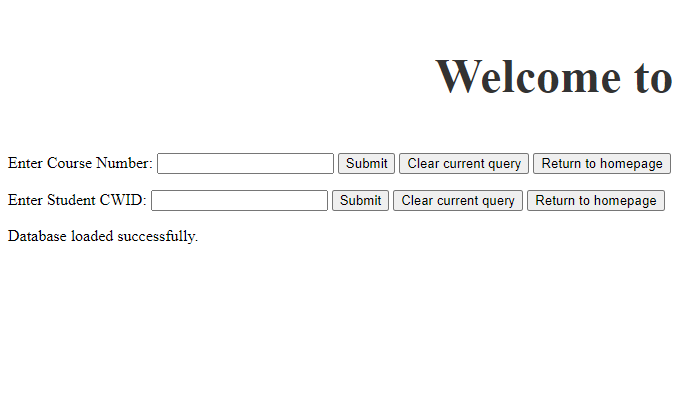 Welcome to
Enter Course Number: Submit Clear current query Return to homepage
Enter Student CWID: Submit Clear current query Return to homepage
Database loaded successfully.